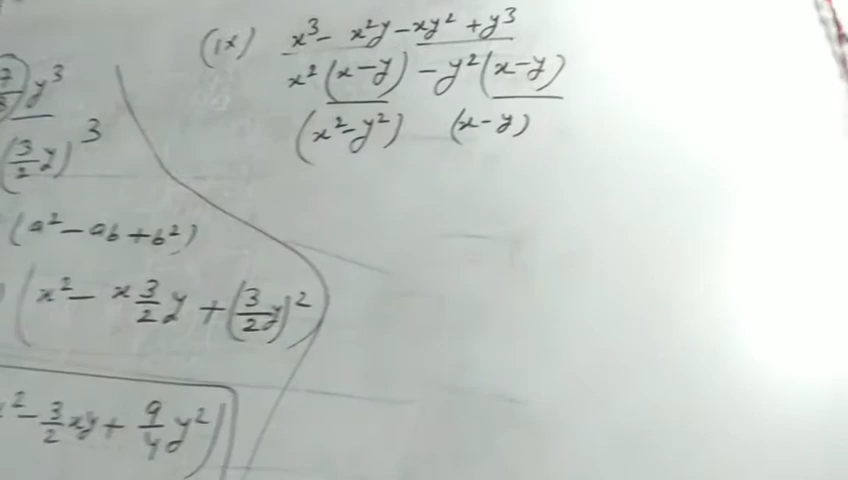 (ix) x³ - x²y - xy² + y³
x² (x-y) - y² (x-y)
(x² - y²) (x-y)
y³
(3/2 y)³
(a² - ab + b²)
(x² - x 3/2 y + (3/2 y)²
² - 3/2 xy + 9/4 y²)